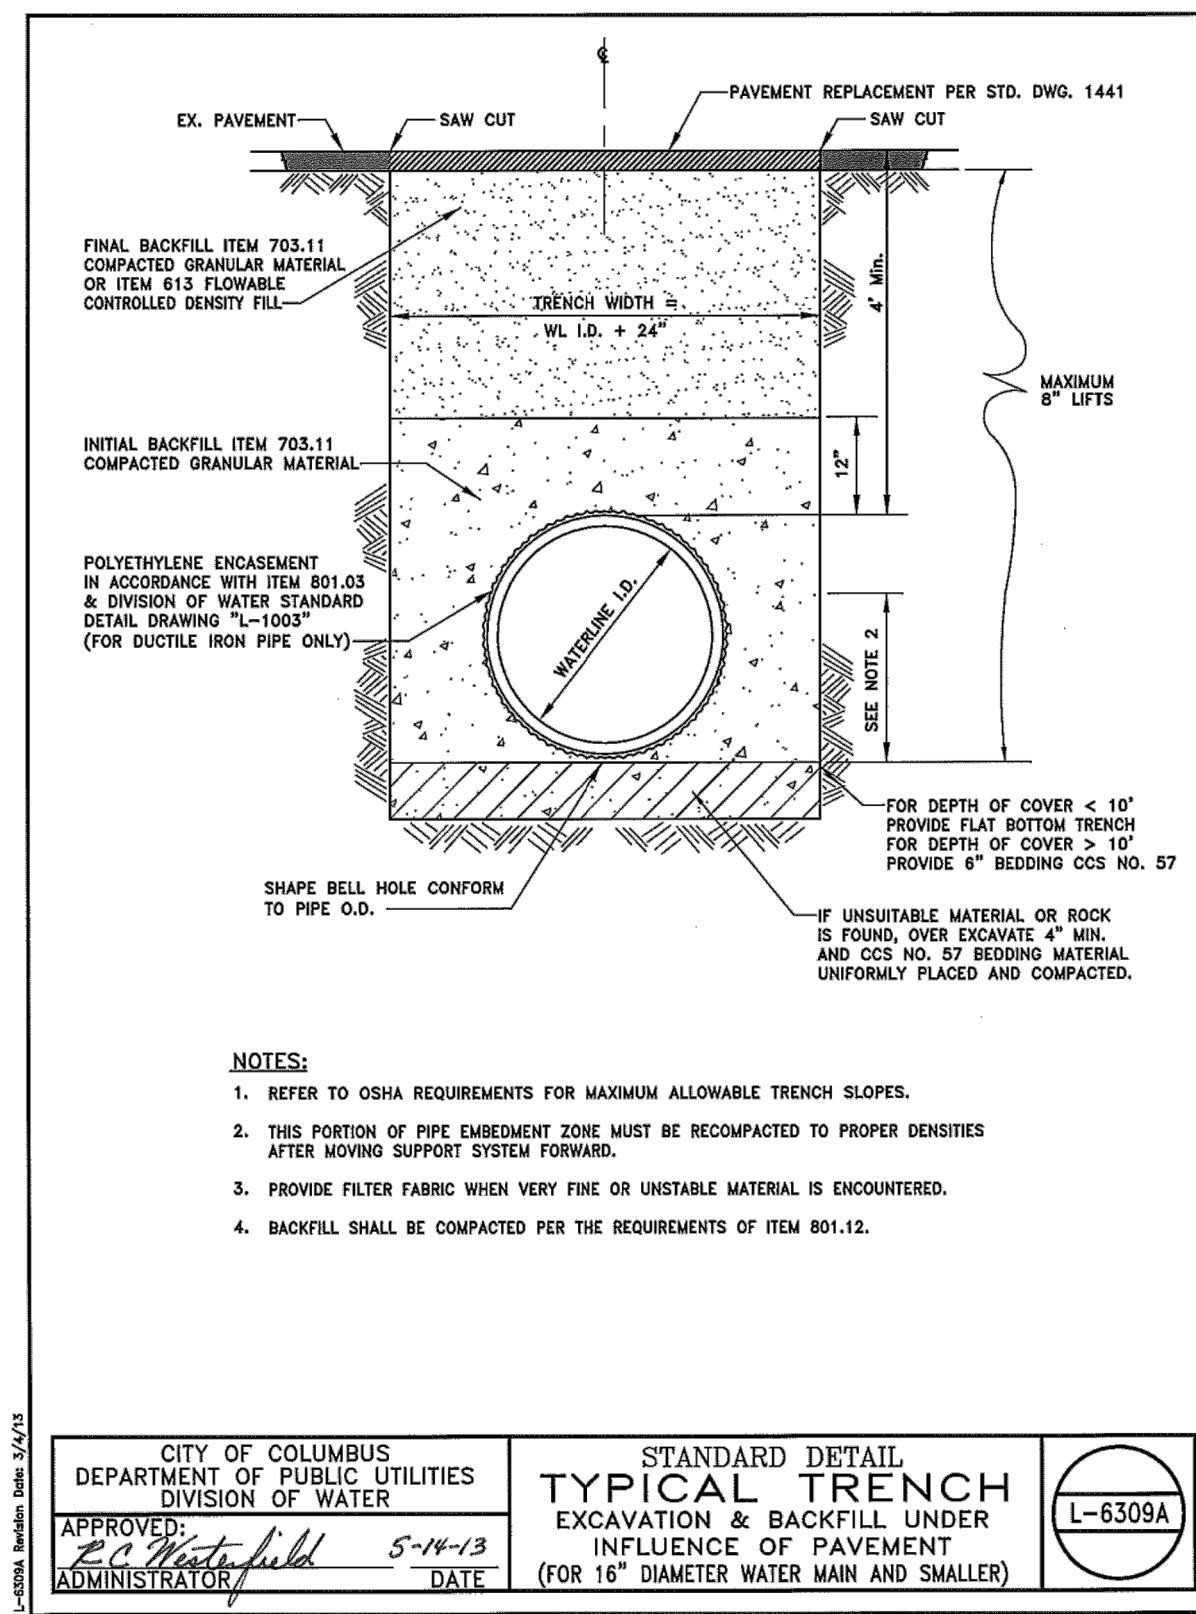 ℄
PAVEMENT REPLACEMENT PER STD. DWG. 1441
EX. PAVEMENT
SAW CUT
SAW CUT
FINAL BACKFILL ITEM 703.11
COMPACTED GRANULAR MATERIAL
OR ITEM 613 FLOWABLE
CONTROLLED DENSITY FILL
TRENCH WIDTH =
WL I.D. + 24"
4' Min.
MAXIMUM
8" LIFTS
INITIAL BACKFILL ITEM 703.11
COMPACTED GRANULAR MATERIAL
12"
POLYETHYLENE ENCASEMENT
IN ACCORDANCE WITH ITEM 801.03
& DIVISION OF WATER STANDARD
DETAIL DRAWING "L-1003"
(FOR DUCTILE IRON PIPE ONLY)
WATERLINE I.D.
SEE NOTE 2
FOR DEPTH OF COVER < 10'
PROVIDE FLAT BOTTOM TRENCH
FOR DEPTH OF COVER > 10'
PROVIDE 6" BEDDING CCS NO. 57
SHAPE BELL HOLE CONFORM
TO PIPE O.D.
IF UNSUITABLE MATERIAL OR ROCK
IS FOUND, OVER EXCAVATE 4" MIN.
AND CCS NO. 57 BEDDING MATERIAL
UNIFORMLY PLACED AND COMPACTED.
NOTES:
1. REFER TO OSHA REQUIREMENTS FOR MAXIMUM ALLOWABLE TRENCH SLOPES.
2. THIS PORTION OF PIPE EMBEDMENT ZONE MUST BE RECOMPACTED TO PROPER DENSITIES
AFTER MOVING SUPPORT SYSTEM FORWARD.
3. PROVIDE FILTER FABRIC WHEN VERY FINE OR UNSTABLE MATERIAL IS ENCOUNTERED.
4. BACKFILL SHALL BE COMPACTED PER THE REQUIREMENTS OF ITEM 801.12.
L-6309A Revision Date: 3/4/13
CITY OF COLUMBUS
DEPARTMENT OF PUBLIC UTILITIES
DIVISION OF WATER
APPROVED:
R C Westerfield 5-14-13
ADMINISTRATOR DATE
STANDARD DETAIL
TYPICAL TRENCH
EXCAVATION & BACKFILL UNDER
INFLUENCE OF PAVEMENT
(FOR 16" DIAMETER WATER MAIN AND SMALLER)
L-6309A